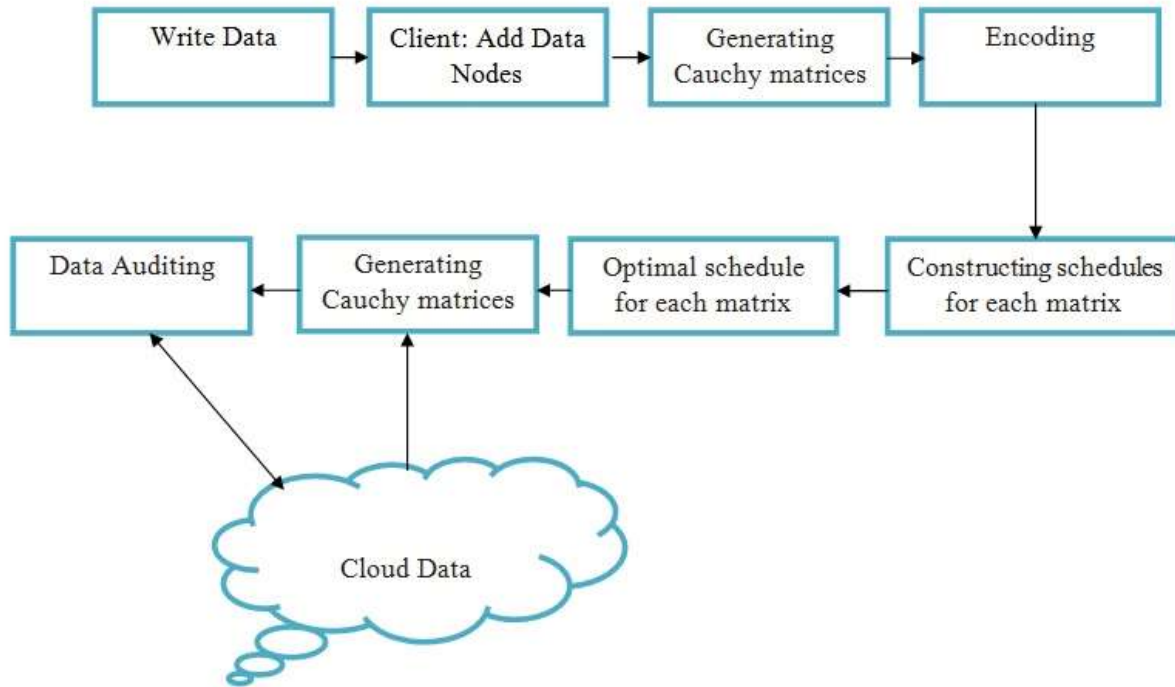 Write Data
Client: Add Data
Nodes
Generating
Cauchy matrices
Encoding
Data Auditing
Generating
Cauchy matrices
Optimal schedule
for each matrix
Constructing schedules
for each matrix
Cloud Data